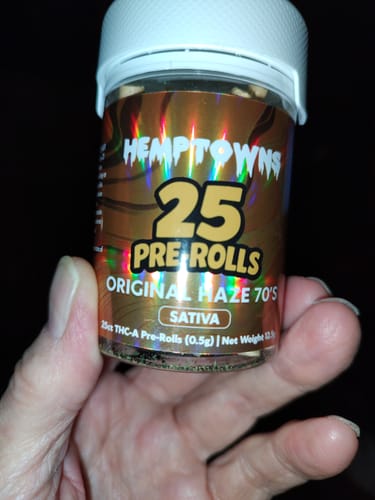 HEMPTOWNS
25
PRE-ROLLS
ORIGINAL HAZE 70'S
SATIVA
25ct THC-A Pre-Rolls (0.5g) | Net Weight